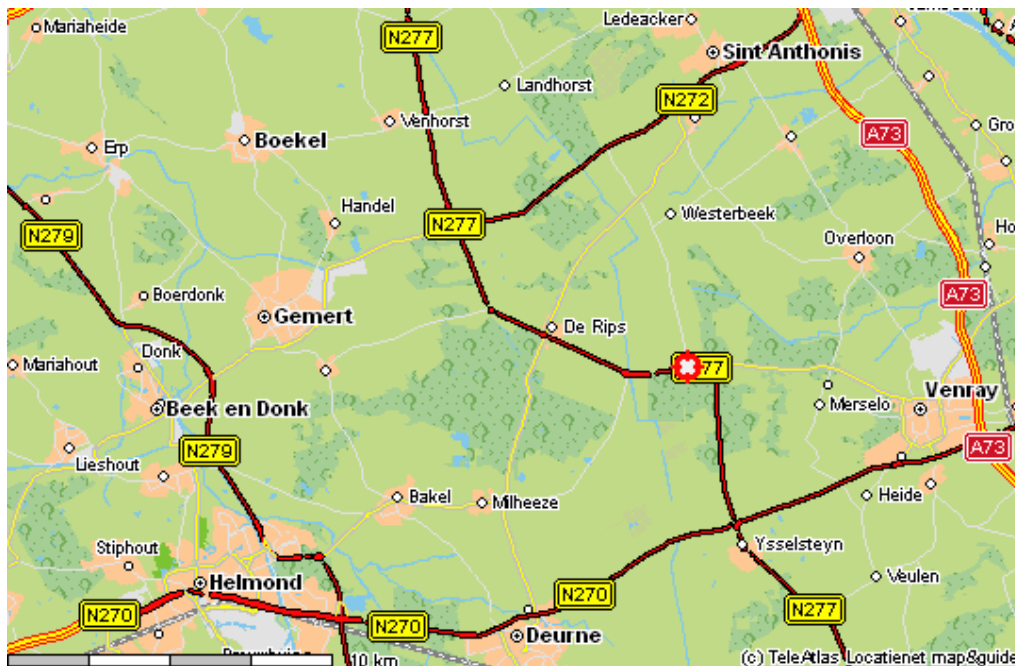 Ledeacker
Mariaheide
N277
Sint Anthonis
Landhorst
N272
Venhorst
Boekel
A73
Gro
Erp
Handel
Westerbeek
N277
N279
Overloon
Ho
Boerdonk
A73
Gemert
De Rips
Mariahout
Donk
77
Venray
Merselo
Beek en Donk
N279
A73
Lieshout
Bakel
Milheeze
Heide
Stiphout
Ysselsteyn
Helmond
Veulen
N270
N270
N277
N270
Deurne
10 km
(c) TeleAtlas Locatienet map&guide